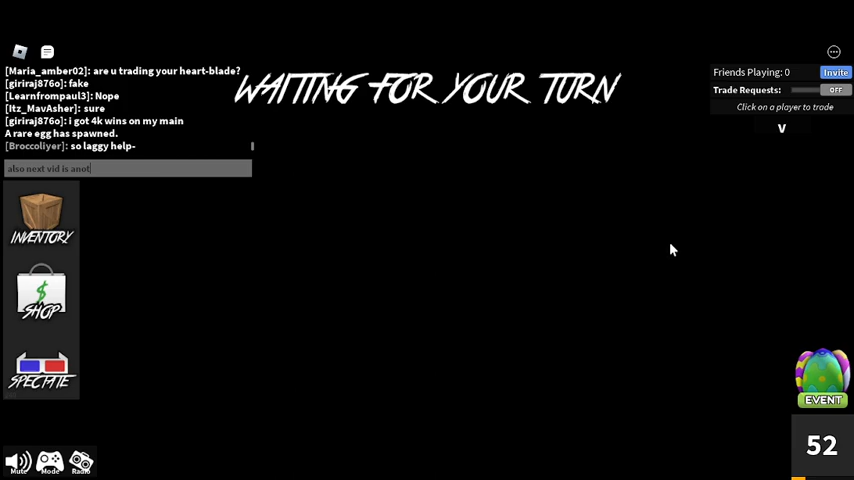 [Maria_amber02]: are u trading your heart-blade?
[giriraj876o]: fake
[Learnfrompaul3]: Nope
[Itz_MavAsher]: sure
[giriraj876o]: i got 4k wins on my main
A rare egg has spawned.
[Broccoliyer]: so laggy help-
also next vid is anot
WAITING FOR YOUR TURN
Friends Playing: 0
Invite
Trade Requests:
OFF
Click on a player to trade
V
INVENTORY
$
SHOP
SPECTATE
EVENT
52
Mute
Mode
Radio